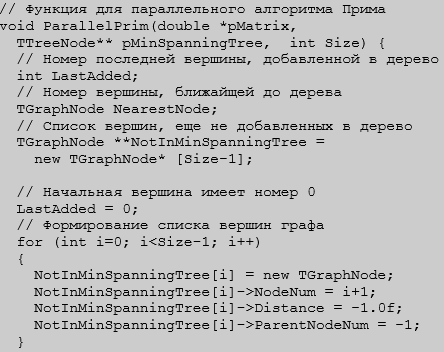 // Функция для параллельного алгоритма Прима
void ParallelPrim(double *pMatrix,
TTreeNode** pMinSpanningTree, int Size) {
// Номер последней вершины, добавленной в дерево
int LastAdded;
// Номер вершины, ближайшей до дерева
TGraphNode NearestNode;
// Список вершин, еще не добавленных в дерево
TGraphNode **NotInMinSpanningTree =
new TGraphNode* [Size-1];
// Начальная вершина имеет номер 0
LastAdded = 0;
// Формирование списка вершин графа
for (int i=0; i<Size-1; i++)
{
NotInMinSpanningTree[i] = new TGraphNode;
NotInMinSpanningTree[i]->NodeNum = i+1;
NotInMinSpanningTree[i]->Distance = -1.0f;
NotInMinSpanningTree[i]->ParentNodeNum = -1;
}